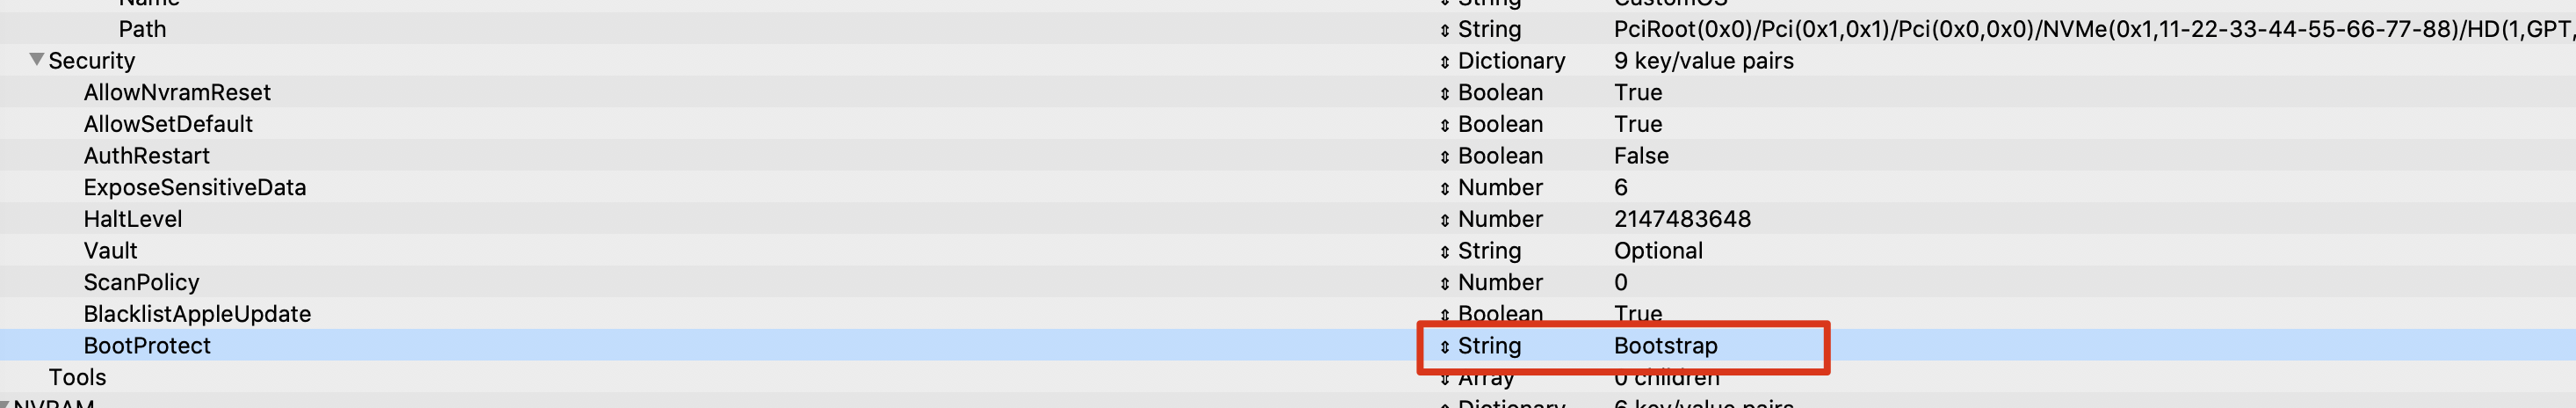 Name String CustomOS
Path String PciRoot(0x0)/Pci(0x1,0x1)/Pci(0x0,0x0)/NVMe(0x1,11-22-33-44-55-66-77-88)/HD(1,GPT,
Security Dictionary 9 key/value pairs
AllowNvramReset Boolean True
AllowSetDefault Boolean True
AuthRestart Boolean False
ExposeSensitiveData Number 6
HaltLevel Number 2147483648
Vault String Optional
ScanPolicy Number 0
BlacklistAppleUpdate Boolean True
BootProtect String Bootstrap
Tools Array 0 children
NVRAM Dictionary 6 key/value pairs